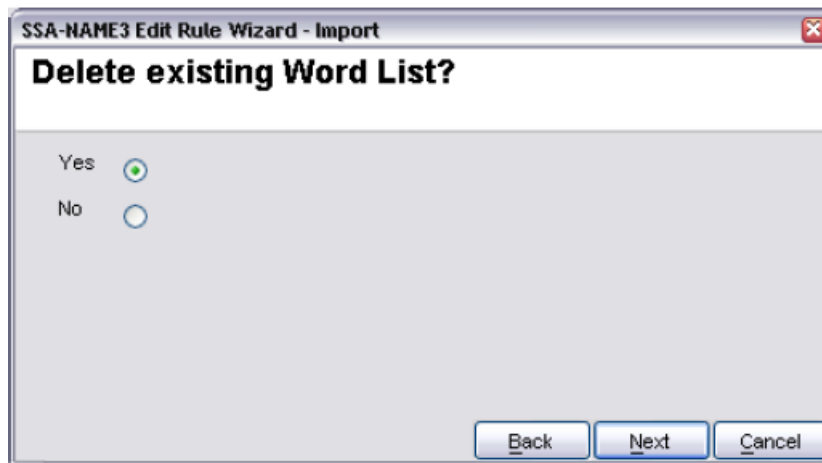 SSA-NAME3 Edit Rule Wizard - Import
Delete existing Word List?
Yes
No
Back Next Cancel